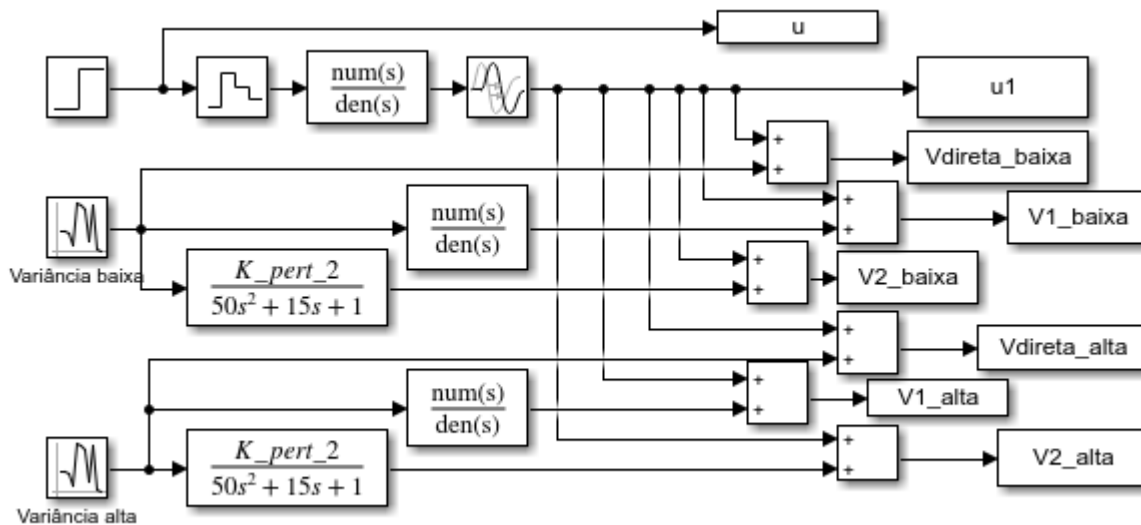 u
num(s)
den(s)
u1
+
+
Vdireta_baixa
num(s)
den(s)
+
+
V1_baixa
Variância baixa
K_pert_2
50s² + 15s + 1
+
+
V2_baixa
+
+
Vdireta_alta
num(s)
den(s)
+
+
V1_alta
K_pert_2
50s² + 15s + 1
+
+
V2_alta
Variância alta